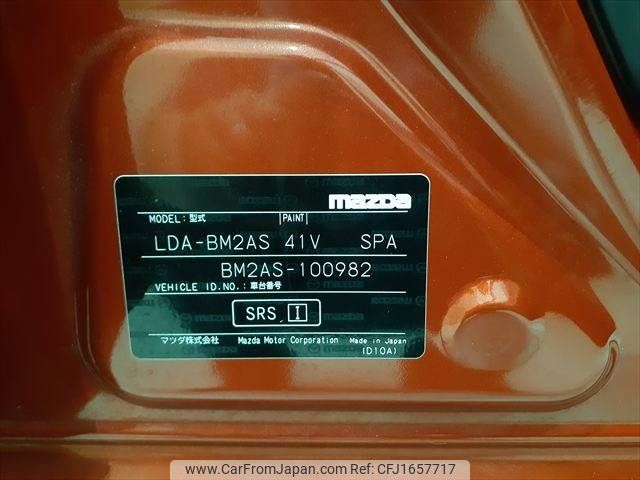 mazda
MODEL: 型式 PAINT
LDA-BM2AS 41V SPA
BM2AS-100982
VEHICLE ID.NO.: 車台番号
SRS I
マツダ株式会社 Mazda Motor Corporation Made in Japan
(D10A)
www.CarFromJapan.com - CFJ1657717